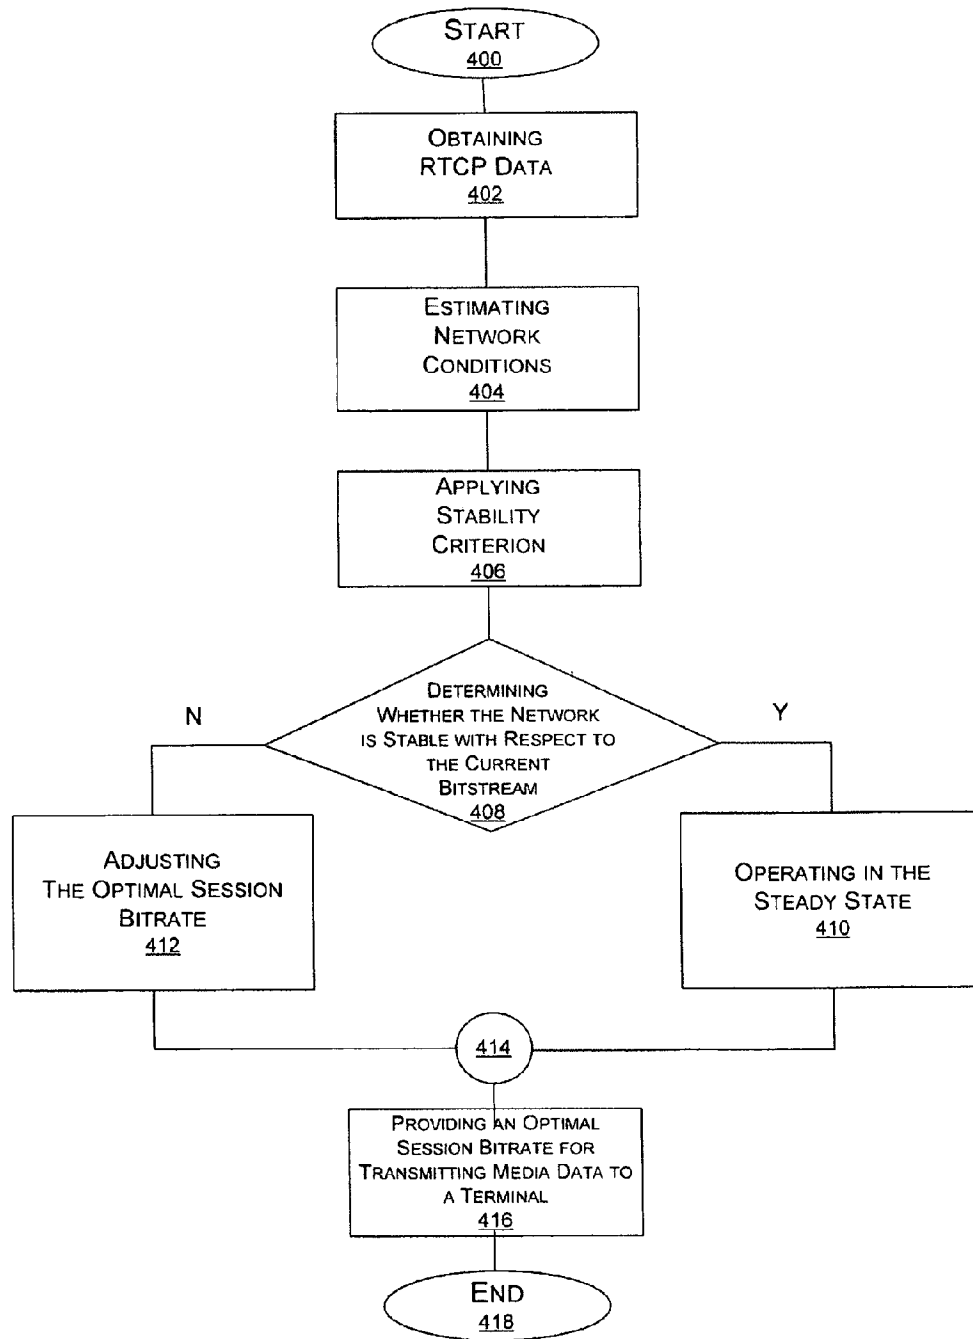 START
400
OBTAINING
RTCP DATA
402
ESTIMATING
NETWORK
CONDITIONS
404
APPLYING
STABILITY
CRITERION
406
DETERMINING
WHETHER THE NETWORK
IS STABLE WITH RESPECT TO
THE CURRENT
BITSTREAM
408
N
Y
ADJUSTING
THE OPTIMAL SESSION
BITRATE
412
OPERATING IN THE
STEADY STATE
410
414
PROVIDING AN OPTIMAL
SESSION BITRATE FOR
TRANSMITTING MEDIA DATA TO
A TERMINAL
416
END
418